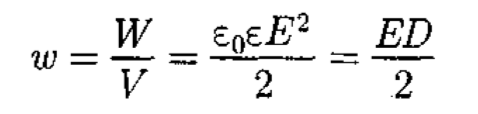 w = W/V = ε₀εE²/2 = ED/2